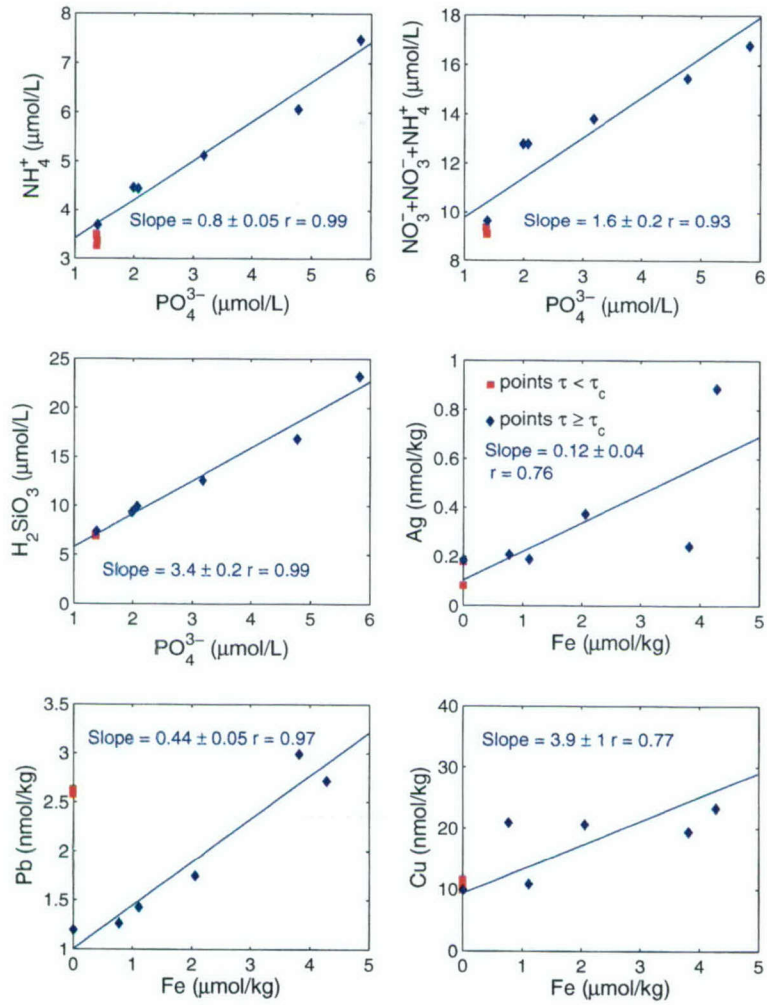 8
7
6
5
4
3
NH₄⁺ (μmol/L)
Slope = 0.8 ± 0.05 r = 0.99
1 2 3 4 5 6
PO₄³⁻ (μmol/L)
18
16
14
12
10
8
NO₃⁻+NO₃⁻+NH₄⁺ (μmol/L)
Slope = 1.6 ± 0.2 r = 0.93
1 2 3 4 5 6
PO₄³⁻ (μmol/L)
25
20
15
10
5
0
H₂SiO₃ (μmol/L)
Slope = 3.4 ± 0.2 r = 0.99
1 2 3 4 5 6
PO₄³⁻ (μmol/L)
1
0.8
0.6
0.4
0.2
0
Ag (nmol/kg)
points τ < τc
points τ ≥ τc
Slope = 0.12 ± 0.04
r = 0.76
0 1 2 3 4 5
Fe (μmol/kg)
3.5
3
2.5
2
1.5
1
Pb (nmol/kg)
Slope = 0.44 ± 0.05 r = 0.97
0 1 2 3 4 5
Fe (μmol/kg)
40
30
20
10
0
Cu (nmol/kg)
Slope = 3.9 ± 1 r = 0.77
0 1 2 3 4 5
Fe (μmol/kg)